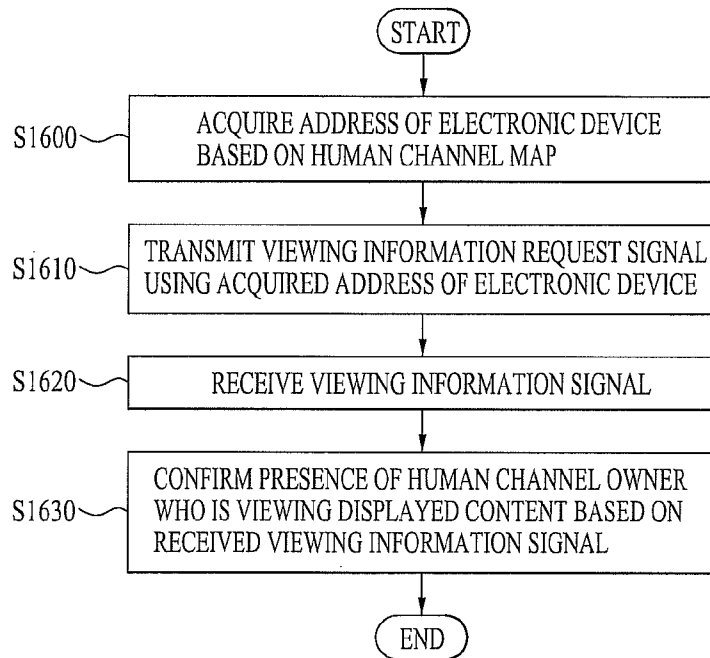 START
S1600
ACQUIRE ADDRESS OF ELECTRONIC DEVICE
BASED ON HUMAN CHANNEL MAP
S1610
TRANSMIT VIEWING INFORMATION REQUEST SIGNAL
USING ACQUIRED ADDRESS OF ELECTRONIC DEVICE
S1620
RECEIVE VIEWING INFORMATION SIGNAL
S1630
CONFIRM PRESENCE OF HUMAN CHANNEL OWNER
WHO IS VIEWING DISPLAYED CONTENT BASED ON
RECEIVED VIEWING INFORMATION SIGNAL
END